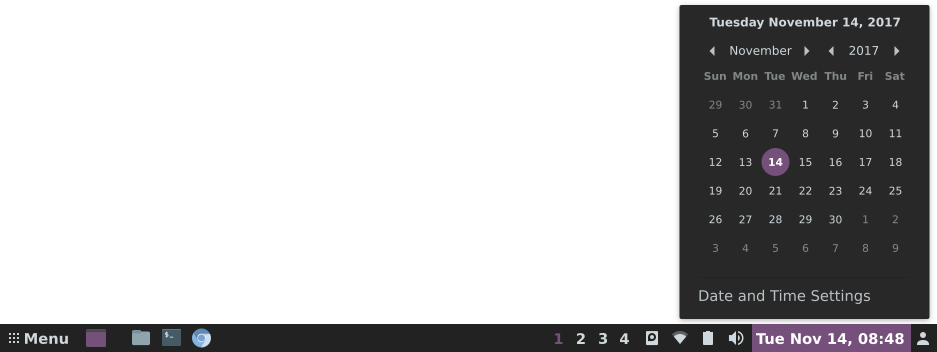 Tuesday November 14, 2017
November 2017
Sun Mon Tue Wed Thu Fri Sat
29 30 31 1 2 3 4
5 6 7 8 9 10 11
12 13 14 15 16 17 18
19 20 21 22 23 24 25
26 27 28 29 30 1 2
3 4 5 6 7 8 9
Date and Time Settings
Menu $_ 1 2 3 4 Tue Nov 14, 08:48